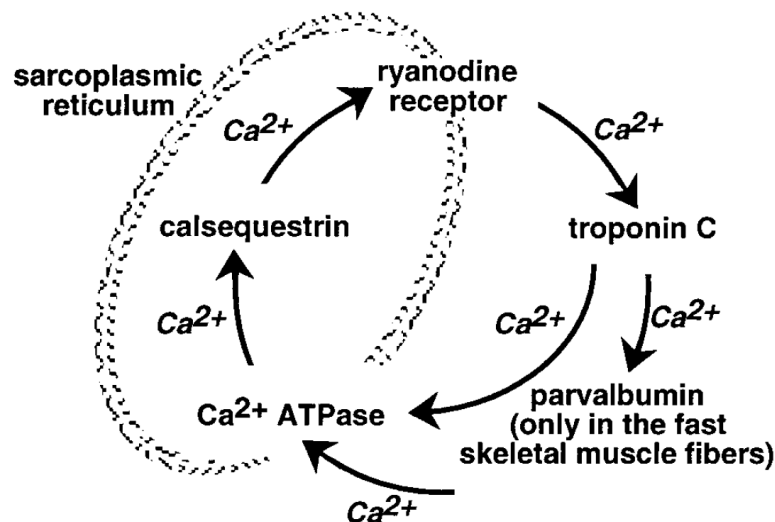 sarcoplasmic
reticulum
ryanodine
receptor
Ca2+
Ca2+
calsequestrin
troponin C
Ca2+
Ca2+
Ca2+
Ca2+ ATPase
parvalbumin
(only in the fast
skeletal muscle fibers)
Ca2+